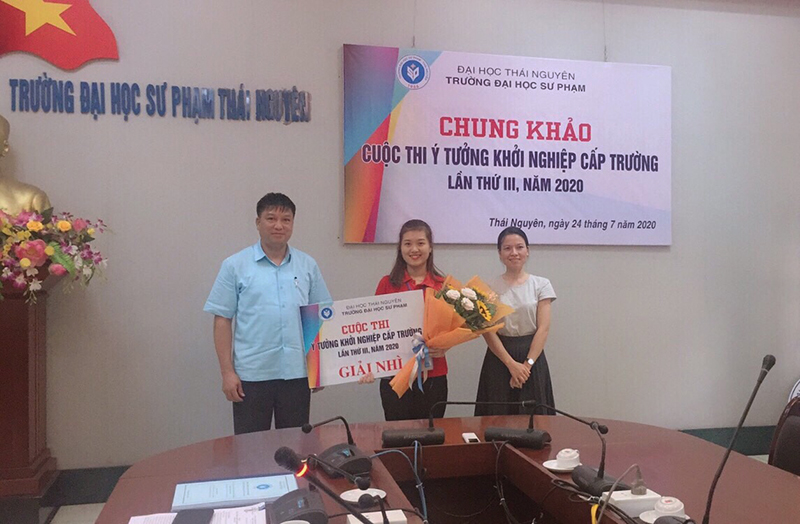 TRƯỜNG ĐẠI HỌC SƯ PHẠM THÁI NGUYÊN
ĐẠI HỌC THÁI NGUYÊN
TRƯỜNG ĐẠI HỌC SƯ PHẠM
CHUNG KHẢO
CUỘC THI Ý TƯỞNG KHỞI NGHIỆP CẤP TRƯỜNG
LẦN THỨ III, NĂM 2020
Thái Nguyên, ngày 24 tháng 7 năm 2020
ĐẠI HỌC THÁI NGUYÊN
TRƯỜNG ĐẠI HỌC SƯ PHẠM
CUỘC THI
Ý TƯỞNG KHỞI NGHIỆP CẤP TRƯỜNG
LẦN THỨ III, NĂM 2020
GIẢI NHÌ